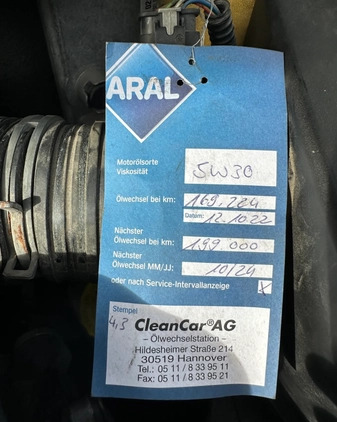 ARAL
Motorölsorte
Viskosität
5W30
Ölwechsel bei km: 169.224
Datum: 12.10.22
Nächster
Ölwechsel bei km: 199 000
Nächster
Ölwechsel MM/JJ: 10/24
oder nach Service-Intervallanzeige x
Stempel
4,3
CleanCar®AG
– Ölwechselstation –
Hildesheimer Straße 214
30519 Hannover
Tel.: 05 11 / 8 33 95 11
Fax: 05 11 / 8 33 95 21